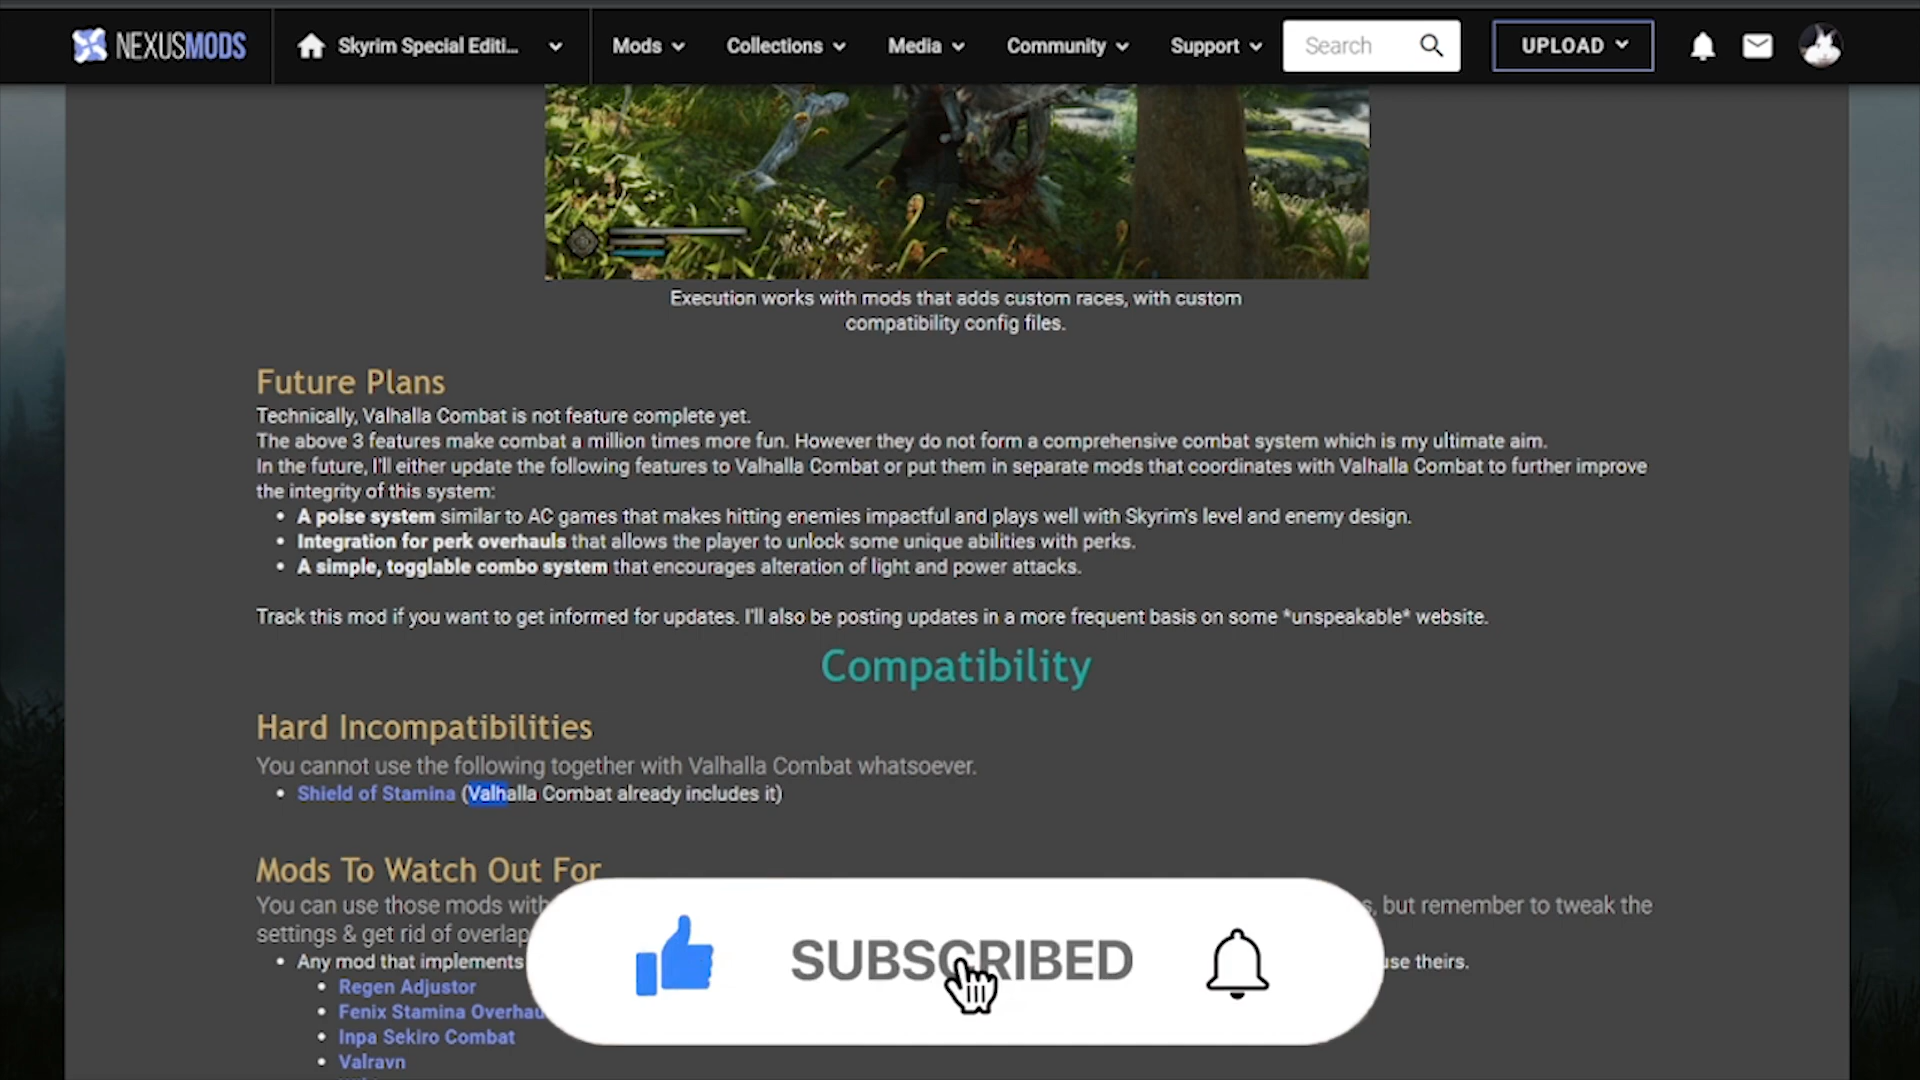 NEXUSMODS
Skyrim Special Editi...
Mods
Collections
Media
Community
Support
Search
UPLOAD
Execution works with mods that adds custom races, with custom
compatibility config files.
Future Plans
Technically, Valhalla Combat is not feature complete yet.
The above 3 features make combat a million times more fun. However they do not form a comprehensive combat system which is my ultimate aim.
In the future, I'll either update the following features to Valhalla Combat or put them in separate mods that coordinates with Valhalla Combat to further improve
the integrity of this system:
• A poise system similar to AC games that makes hitting enemies impactful and plays well with Skyrim's level and enemy design.
• Integration for perk overhauls that allows the player to unlock some unique abilities with perks.
• A simple, togglable combo system that encourages alteration of light and power attacks.
Track this mod if you want to get informed for updates. I'll also be posting updates in a more frequent basis on some *unspeakable* website.
Compatibility
Hard Incompatibilities
You cannot use the following together with Valhalla Combat whatsoever.
• Shield of Stamina (Valhalla Combat already includes it)
Mods To Watch Out For
You can use those mods with , but remember to tweak the
settings & get rid of overlap
• Any mod that implements use theirs.
• Regen Adjustor
• Fenix Stamina
• Inpa Sekiro Combat
• Valravn
SUBSCRIBED